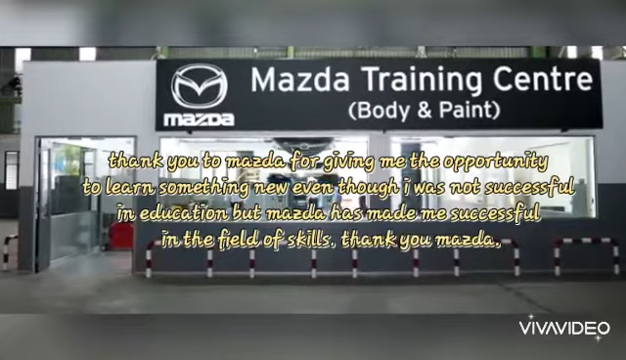 Mazda Training Centre
(Body & Paint)
mazda
thank you to mazda for giving me the opportunity
to learn something new even though i was not successful
in education but mazda has made me successful
in the field of skills. thank you mazda.
VIVAVIDEO